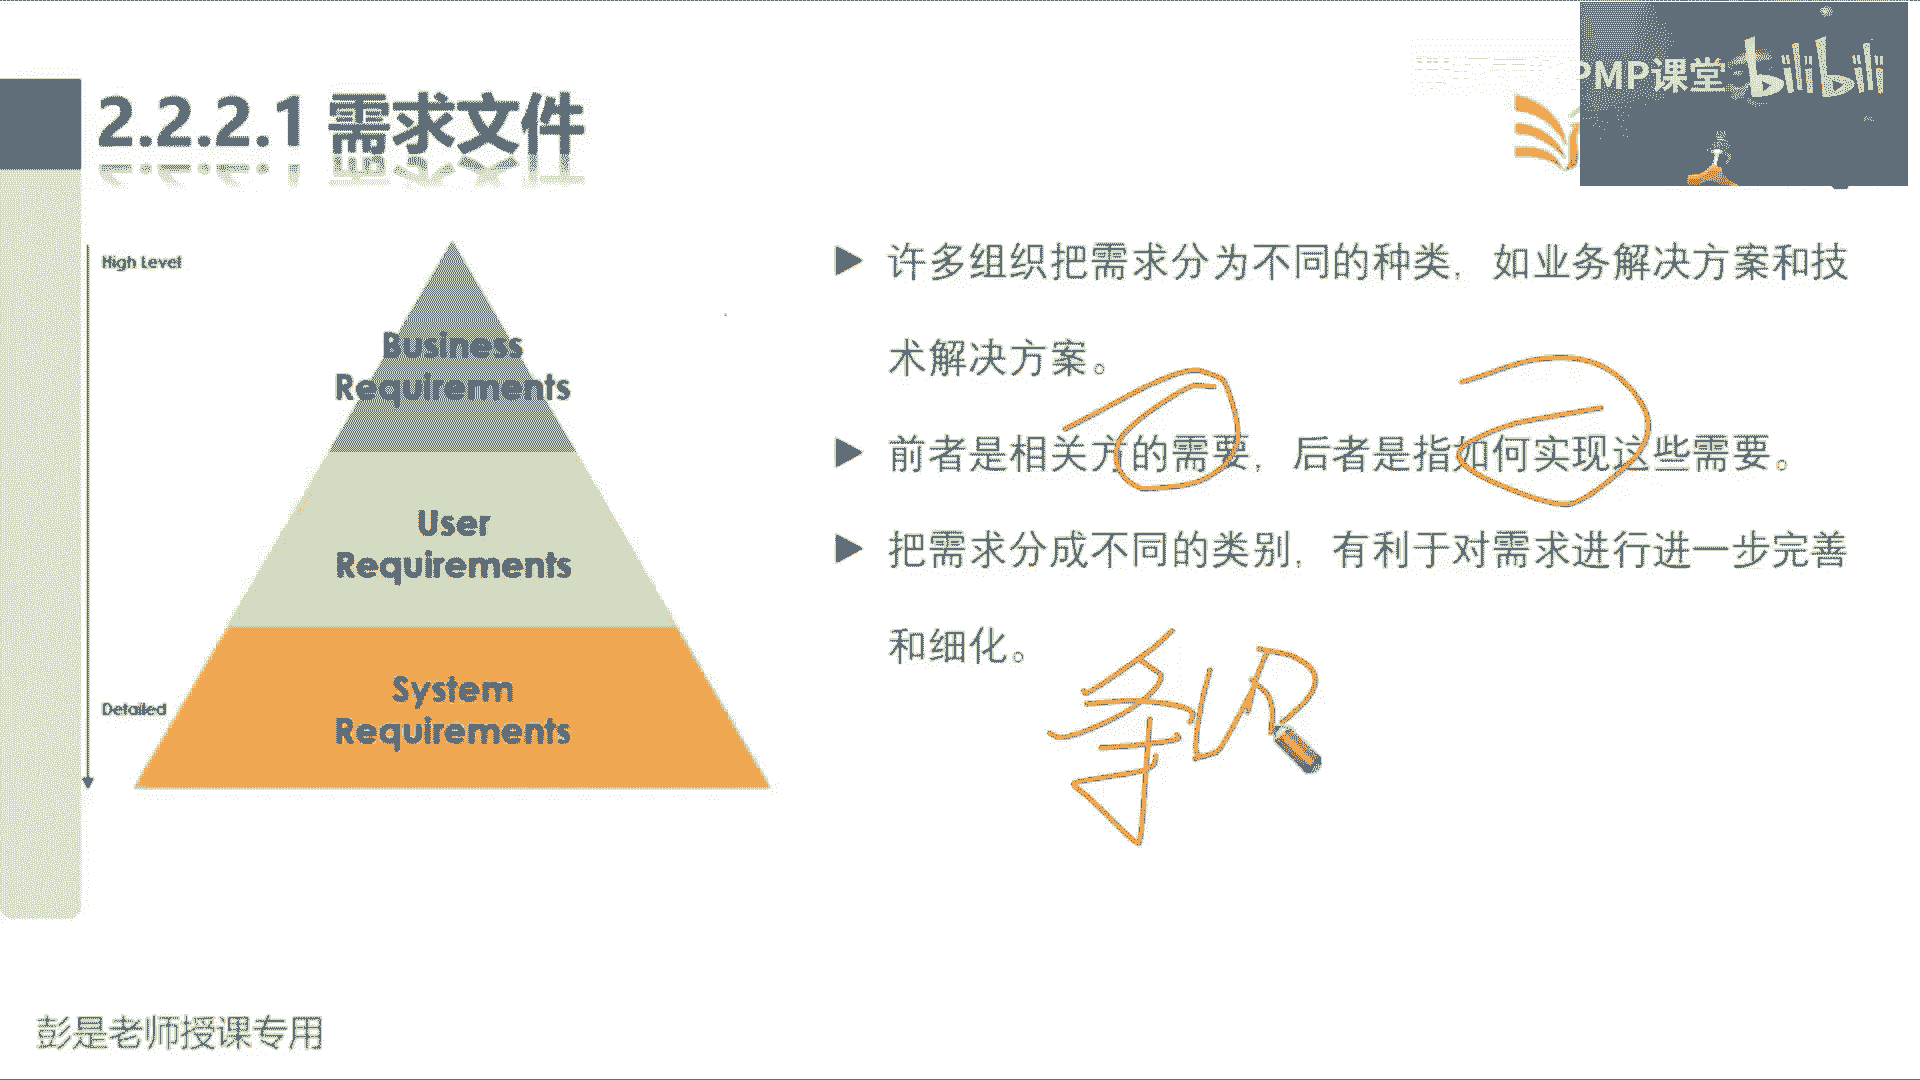 PMP课堂 bilibili
2.2.2.1 需求文件
High Level
Business
Requirements
User
Requirements
System
Requirements
Detailed
▶ 许多组织把需求分为不同的种类，如业务解决方案和技
术解决方案。
▶ 前者是相关方的需要，后者是指如何实现这些需要。
▶ 把需求分成不同的类别，有利于对需求进行进一步完善
和细化。
彭是老师授课专用